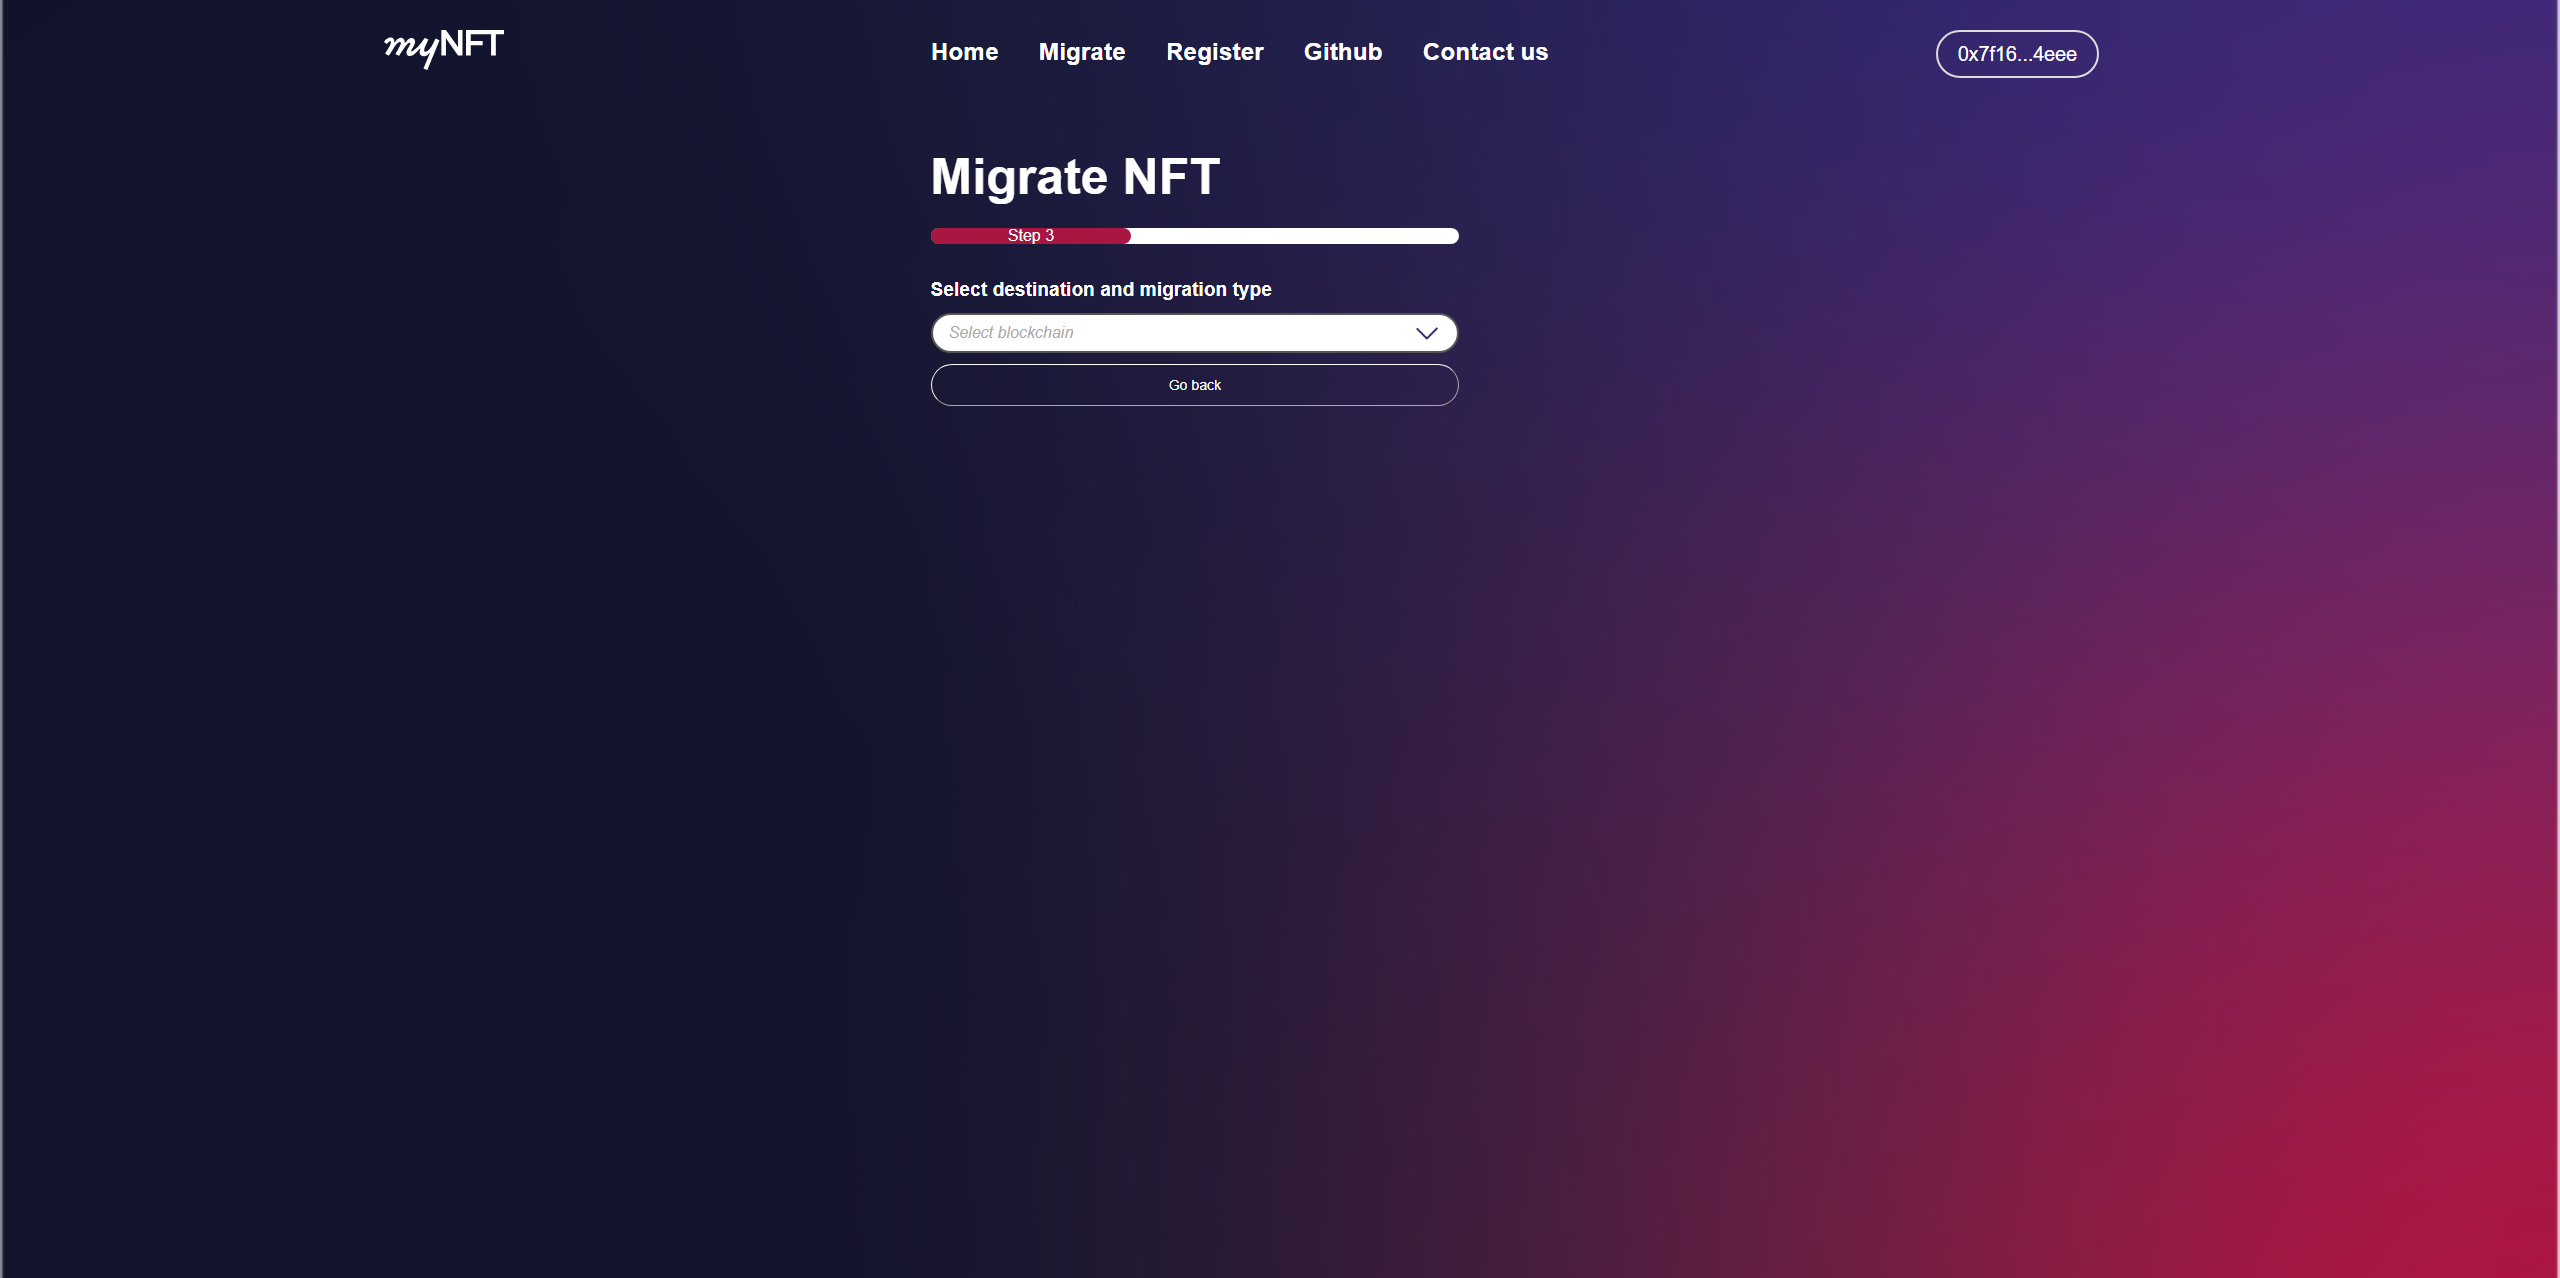 myNFT
Home Migrate Register Github Contact us
0x7f16...4eee
Migrate NFT
Step 3
Select destination and migration type
Select blockchain
Go back